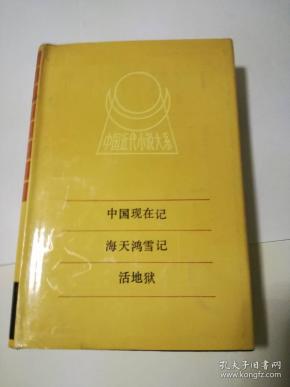 中国近代小说大系
中国现在记
海天鸿雪记
活地狱
孔夫子旧书网